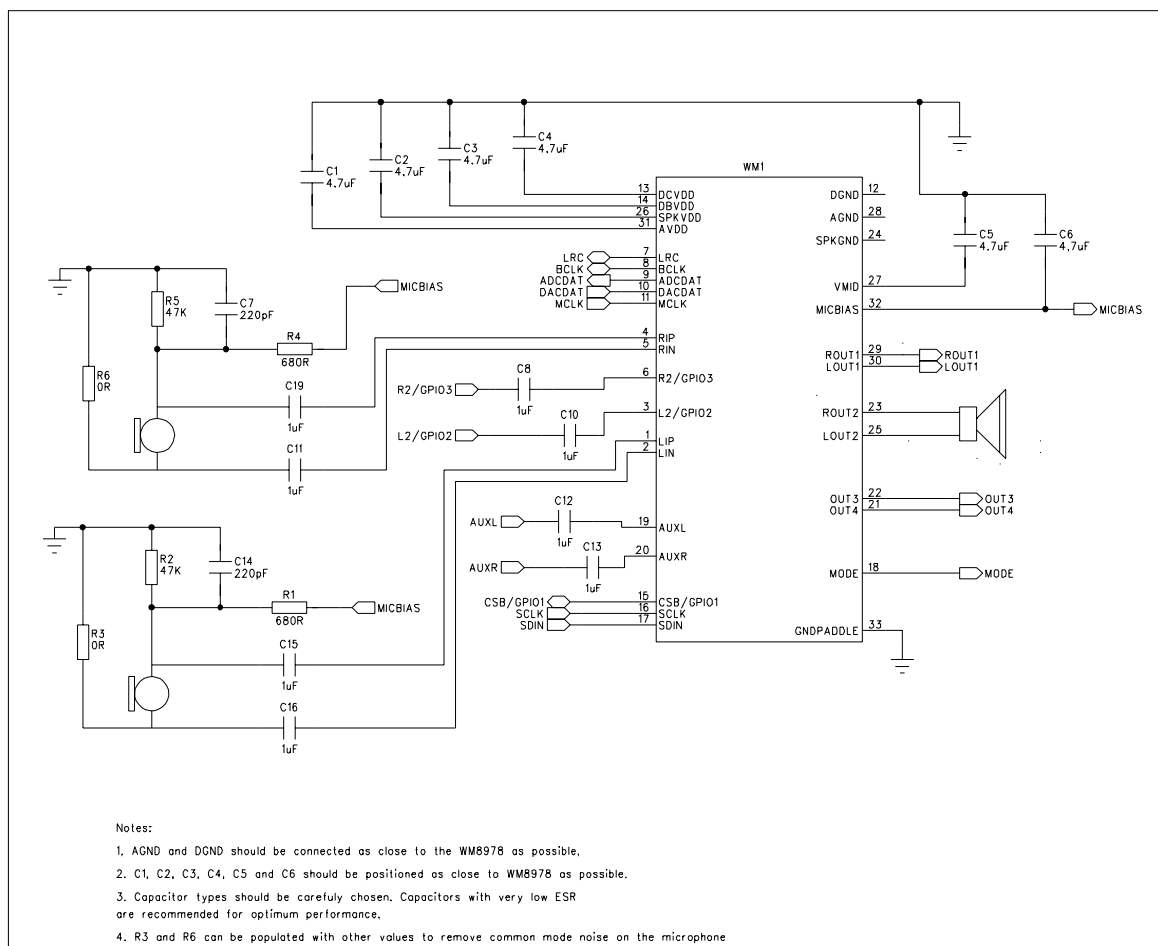 C1
4.7uF
C2
4.7uF
C3
4.7uF
C4
4.7uF
WM1
13 DCVDD
14 DBVDD
26 SPKVDD
31 AVDD
DGND 12
AGND 28
SPKGND 24
C5
4.7uF
C6
4.7uF
LRC 7 LRC
BCLK 8 BCLK
ADCDAT 9 ADCDAT
DACDAT 10 DACDAT
MCLK 11 MCLK
VMID 27
MICBIAS 32 MICBIAS
R5
47K
C7
220pF
MICBIAS
R4
680R
4 RIP
5 RIN
R6
0R
ROUT1 29 ROUT1
LOUT1 30 LOUT1
C8
R2/GPIO3 6 R2/GPIO3
1uF
C19
1uF
C10
L2/GPIO2 3 L2/GPIO2
1uF
ROUT2 23
LOUT2 25
1 LIP
2 LIN
C11
1uF
OUT3 22 OUT3
OUT4 21 OUT4
C12
AUXL 19 AUXL
1uF
C13
AUXR 20 AUXR
1uF
R2
47K
C14
220pF
MODE 18 MODE
R1
680R
MICBIAS
CSB/GPIO1 15 CSB/GPIO1
SCLK 16 SCLK
SDIN 17 SDIN
GNDPADDLE 33
R3
0R
C15
1uF
C16
1uF
Notes:
1. AGND and DGND should be connected as close to the WM8978 as possible.
2. C1, C2, C3, C4, C5 and C6 should be positioned as close to WM8978 as possible.
3. Capacitor types should be carefuly chosen. Capacitors with very low ESR
are recommended for optimum performance.
4. R3 and R6 can be populated with other values to remove common mode noise on the microphone